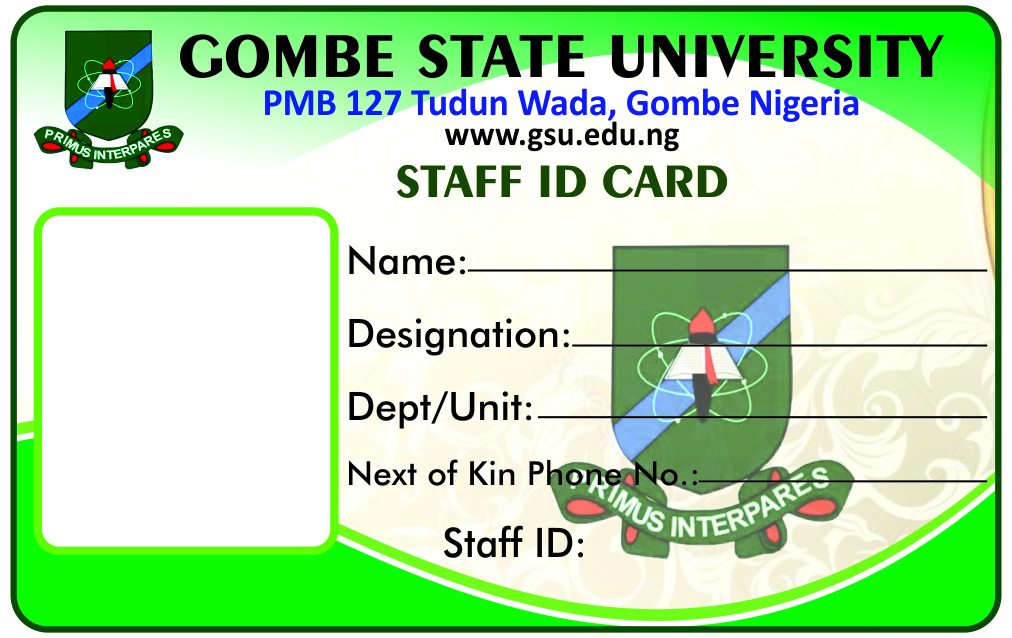 GOMBE STATE UNIVERSITY
PMB 127 Tudun Wada, Gombe Nigeria
www.gsu.edu.ng
PRIMUS INTERPARES
STAFF ID CARD
Name:
Designation:
Dept/Unit:
Next of Kin Phone No.:
PRIMUS INTERPARES
Staff ID: